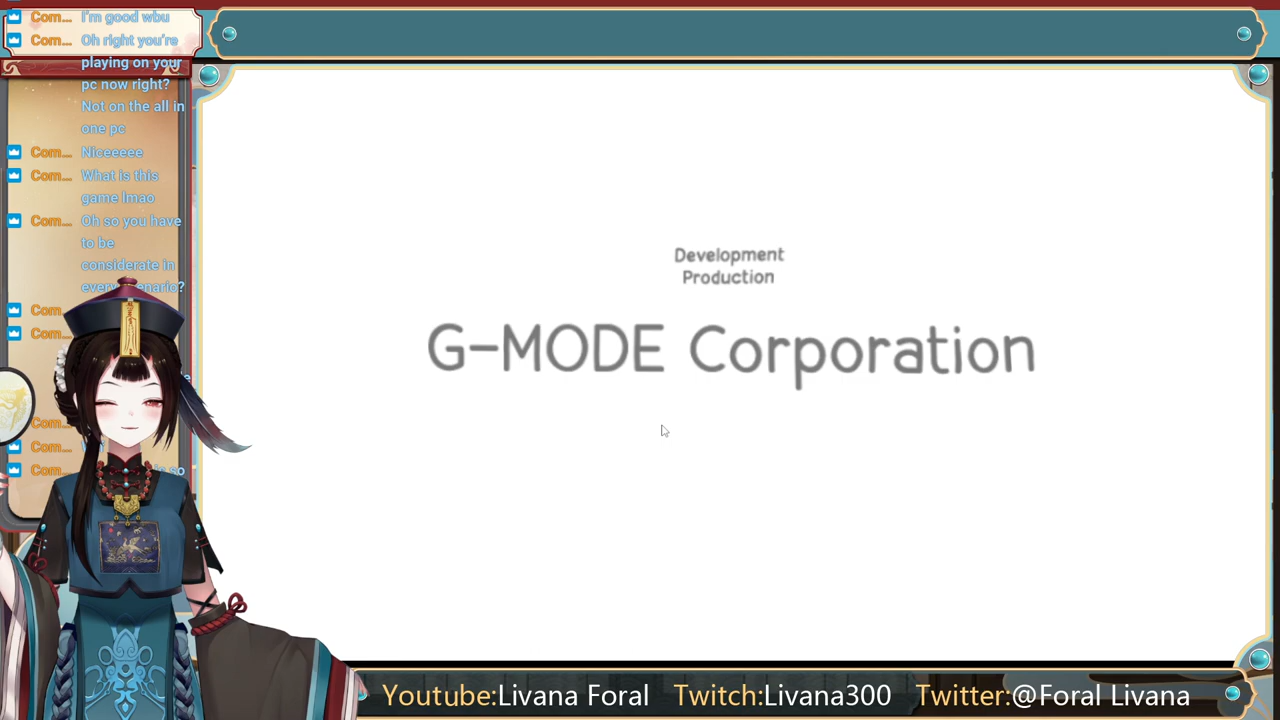 Com... I'm good wbu
Com... Oh right you're
playing on your
pc now right?
Not on the all in
one pc
Com... Niceeeee
Com... What is this
game lmao
Com... Oh so you have
to be
considerate in
Com...
Com...
Com...
Com...
Com... so
Development
Production
G-MODE Corporation
Youtube:Livana Foral Twitch:Livana300 Twitter:@Foral Livana